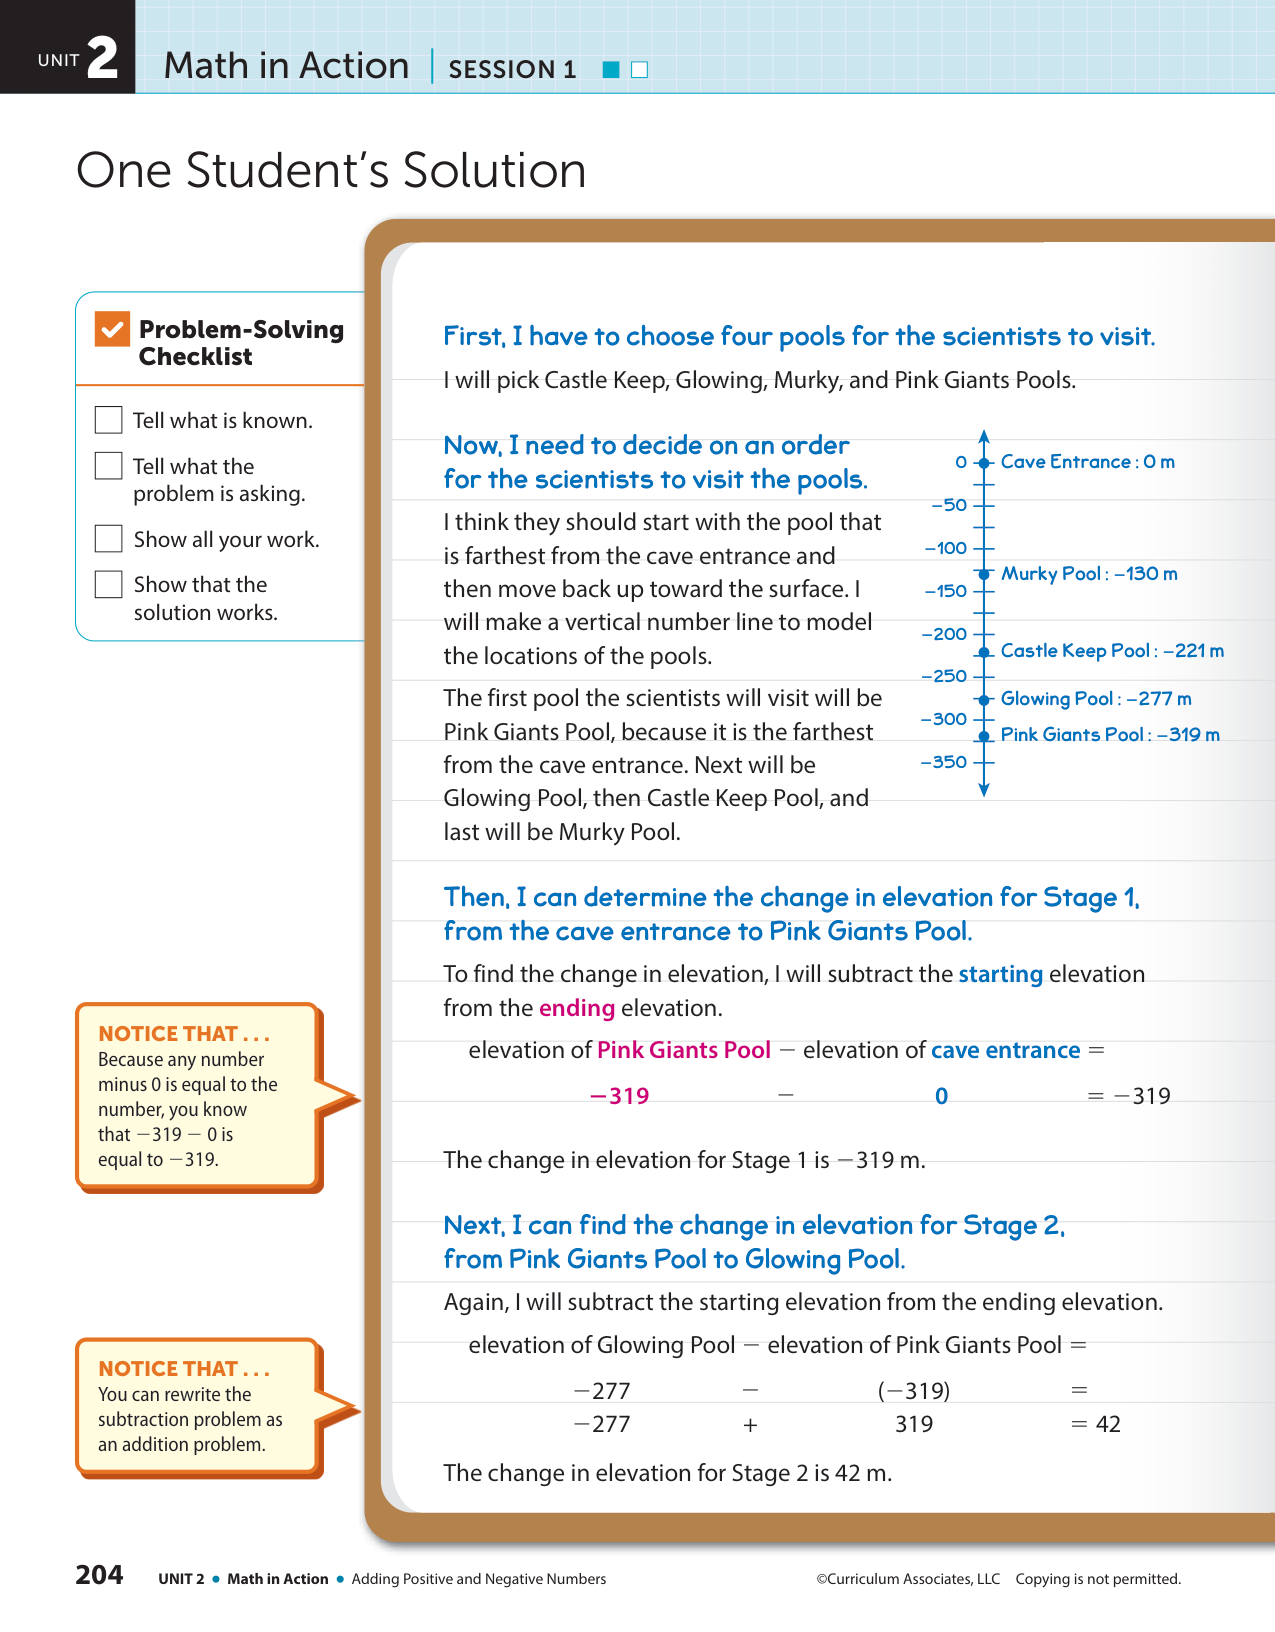 UNIT 2 Math in Action SESSION 1
One Student's Solution
Problem-Solving
Checklist
Tell what is known.
Tell what the
problem is asking.
Show all your work.
Show that the
solution works.
First, I have to choose four pools for the scientists to visit.
I will pick Castle Keep, Glowing, Murky, and Pink Giants Pools.
Now, I need to decide on an order
for the scientists to visit the pools.
I think they should start with the pool that
is farthest from the cave entrance and
then move back up toward the surface. I
will make a vertical number line to model
the locations of the pools.
The first pool the scientists will visit will be
Pink Giants Pool, because it is the farthest
from the cave entrance. Next will be
Glowing Pool, then Castle Keep Pool, and
last will be Murky Pool.
0 Cave Entrance : 0 m
−50
−100
Murky Pool : −130 m
−150
−200
Castle Keep Pool : −221 m
−250
Glowing Pool : −277 m
−300
Pink Giants Pool : −319 m
−350
Then, I can determine the change in elevation for Stage 1,
from the cave entrance to Pink Giants Pool.
To find the change in elevation, I will subtract the starting elevation
from the ending elevation.
elevation of Pink Giants Pool − elevation of cave entrance =
−319 − 0 = −319
The change in elevation for Stage 1 is −319 m.
NOTICE THAT . . .
Because any number
minus 0 is equal to the
number, you know
that −319 − 0 is
equal to −319.
Next, I can find the change in elevation for Stage 2,
from Pink Giants Pool to Glowing Pool.
Again, I will subtract the starting elevation from the ending elevation.
elevation of Glowing Pool − elevation of Pink Giants Pool =
−277 − (−319) =
−277 + 319 = 42
The change in elevation for Stage 2 is 42 m.
NOTICE THAT . . .
You can rewrite the
subtraction problem as
an addition problem.
204 UNIT 2 • Math in Action • Adding Positive and Negative Numbers ©Curriculum Associates, LLC Copying is not permitted.